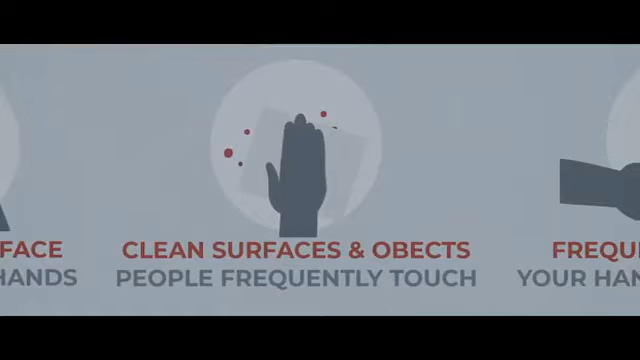 FACE
HANDS
CLEAN SURFACES & OBECTS
PEOPLE FREQUENTLY TOUCH
FREQU
YOUR HAN